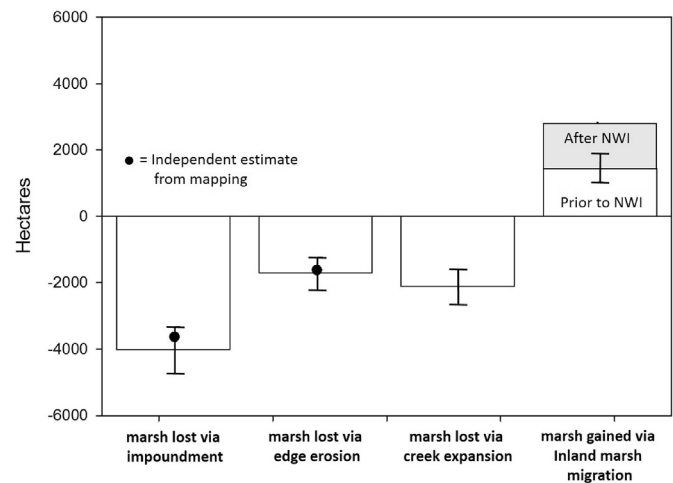 6000
4000
2000
0
-2000
-4000
-6000
Hectares
● = Independent estimate
from mapping
After NWI
Prior to NWI
marsh lost via
impoundment
marsh lost via
edge erosion
marsh lost via
creek expansion
marsh gained via
Inland marsh
migration